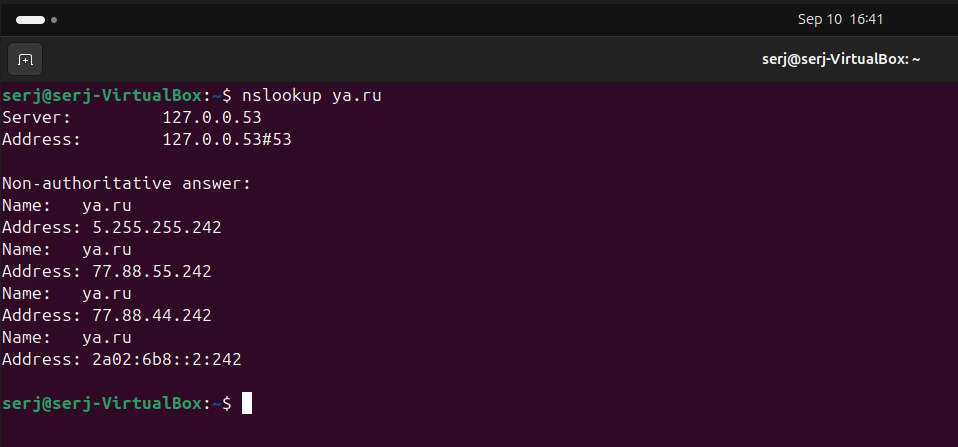 Sep 10 16:41
serj@serj-VirtualBox: ~
serj@serj-VirtualBox:~$ nslookup ya.ru
Server:         127.0.0.53
Address:        127.0.0.53#53

Non-authoritative answer:
Name:   ya.ru
Address: 5.255.255.242
Name:   ya.ru
Address: 77.88.55.242
Name:   ya.ru
Address: 77.88.44.242
Name:   ya.ru
Address: 2a02:6b8::2:242

serj@serj-VirtualBox:~$